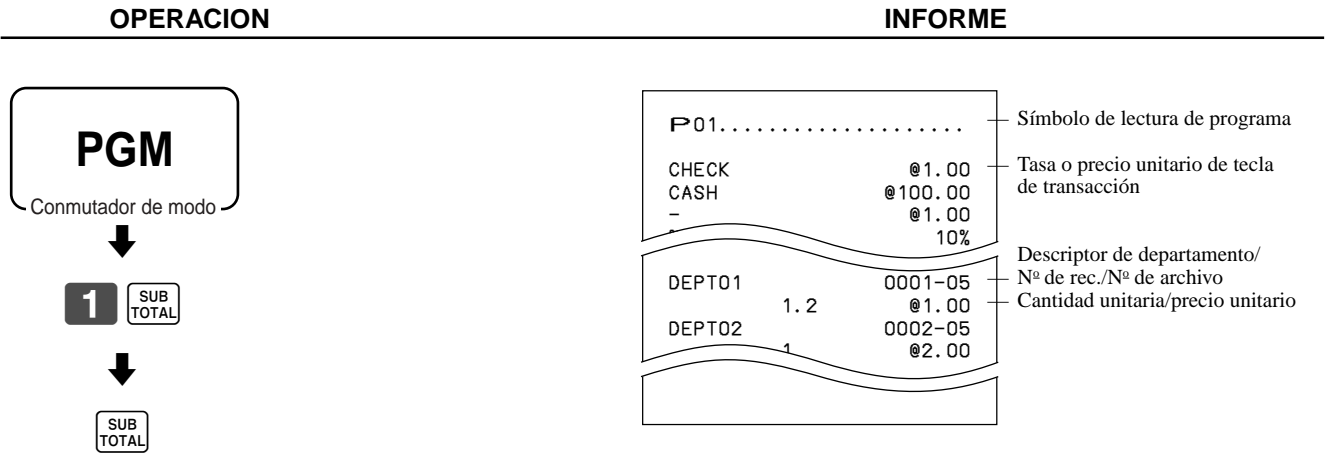 OPERACION
INFORME
PGM
Conmutador de modo
1 SUB TOTAL
SUB TOTAL
P01.....................
CHECK @1.00
CASH @100.00
- @1.00
10%
DEPT01 0001-05
1.2 @1.00
DEPT02 0002-05
1 @2.00
Símbolo de lectura de programa
Tasa o precio unitario de tecla
de transacción
Descriptor de departamento/
Nº de rec./Nº de archivo
Cantidad unitaria/precio unitario